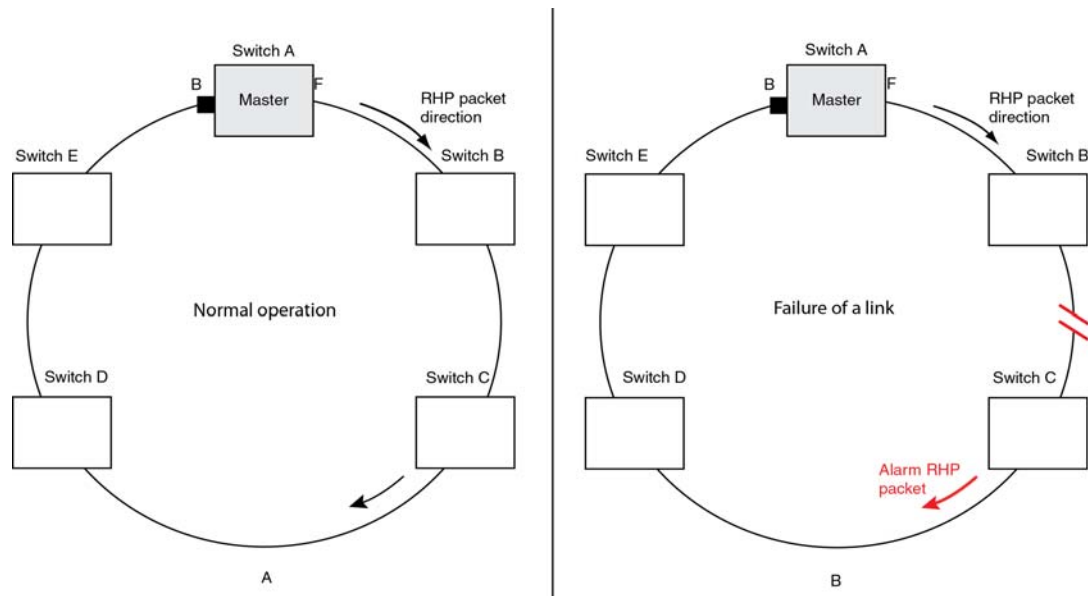 Switch A
B
F
Master
RHP packet
direction
Switch E
Switch B
Normal operation
Switch D
Switch C
A
Switch A
B
F
Master
RHP packet
direction
Switch E
Switch B
Failure of a link
Switch D
Switch C
Alarm RHP
packet
B